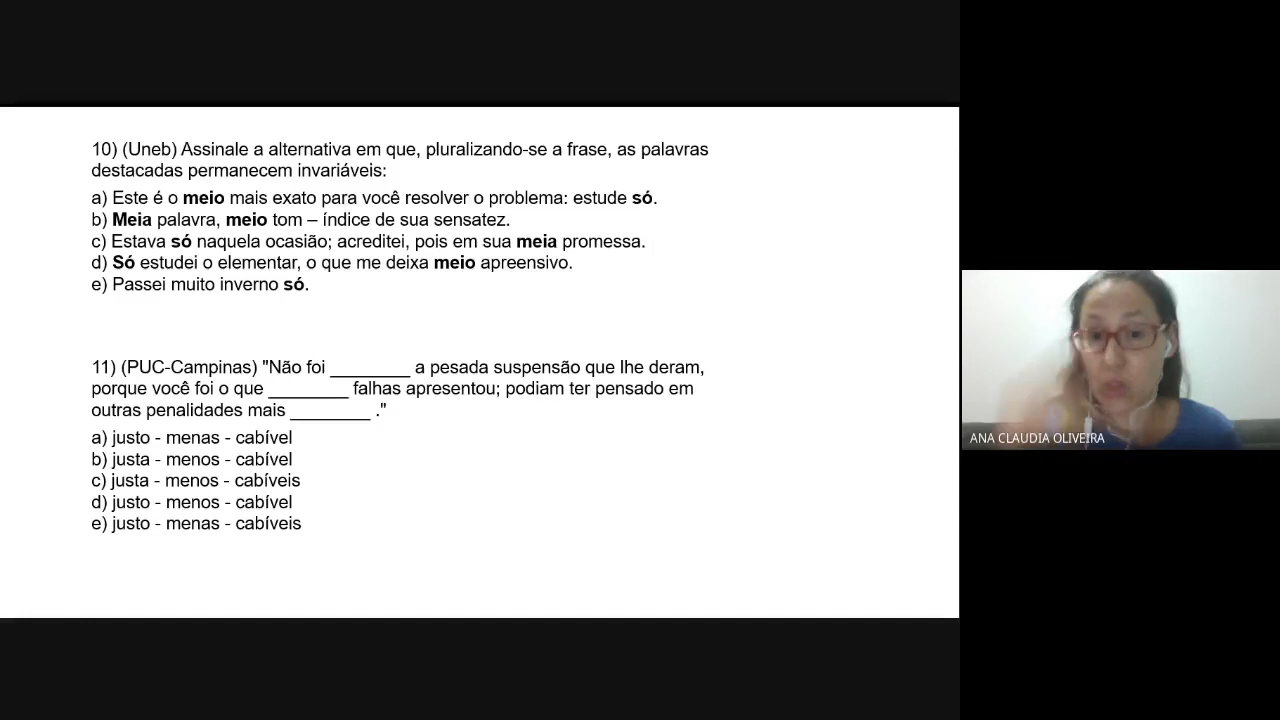 10) (Uneb) Assinale a alternativa em que, pluralizando-se a frase, as palavras
destacadas permanecem invariáveis:
a) Este é o meio mais exato para você resolver o problema: estude só.
b) Meia palavra, meio tom – índice de sua sensatez.
c) Estava só naquela ocasião; acreditei, pois em sua meia promessa.
d) Só estudei o elementar, o que me deixa meio apreensivo.
e) Passei muito inverno só.
11) (PUC-Campinas) "Não foi ________ a pesada suspensão que lhe deram,
porque você foi o que ________ falhas apresentou; podiam ter pensado em
outras penalidades mais ________ ."
a) justo - menas - cabível
b) justa - menos - cabível
c) justa - menos - cabíveis
d) justo - menos - cabível
e) justo - menas - cabíveis
ANA CLAUDIA OLIVEIRA